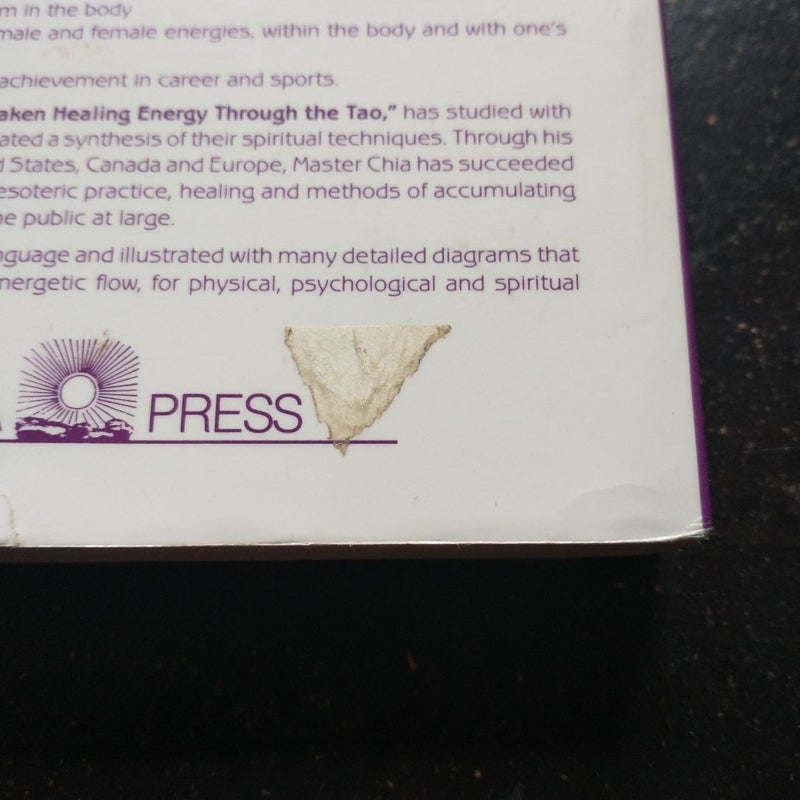 m in the body
male and female energies, within the body and with one's
achievement in career and sports.
aken Healing Energy Through the Tao," has studied with
ated a synthesis of their spiritual techniques. Through his
d States, Canada and Europe, Master Chia has succeeded
esoteric practice, healing and methods of accumulating
he public at large.
nguage and illustrated with many detailed diagrams that
nergetic flow, for physical, psychological and spiritual
PRESS